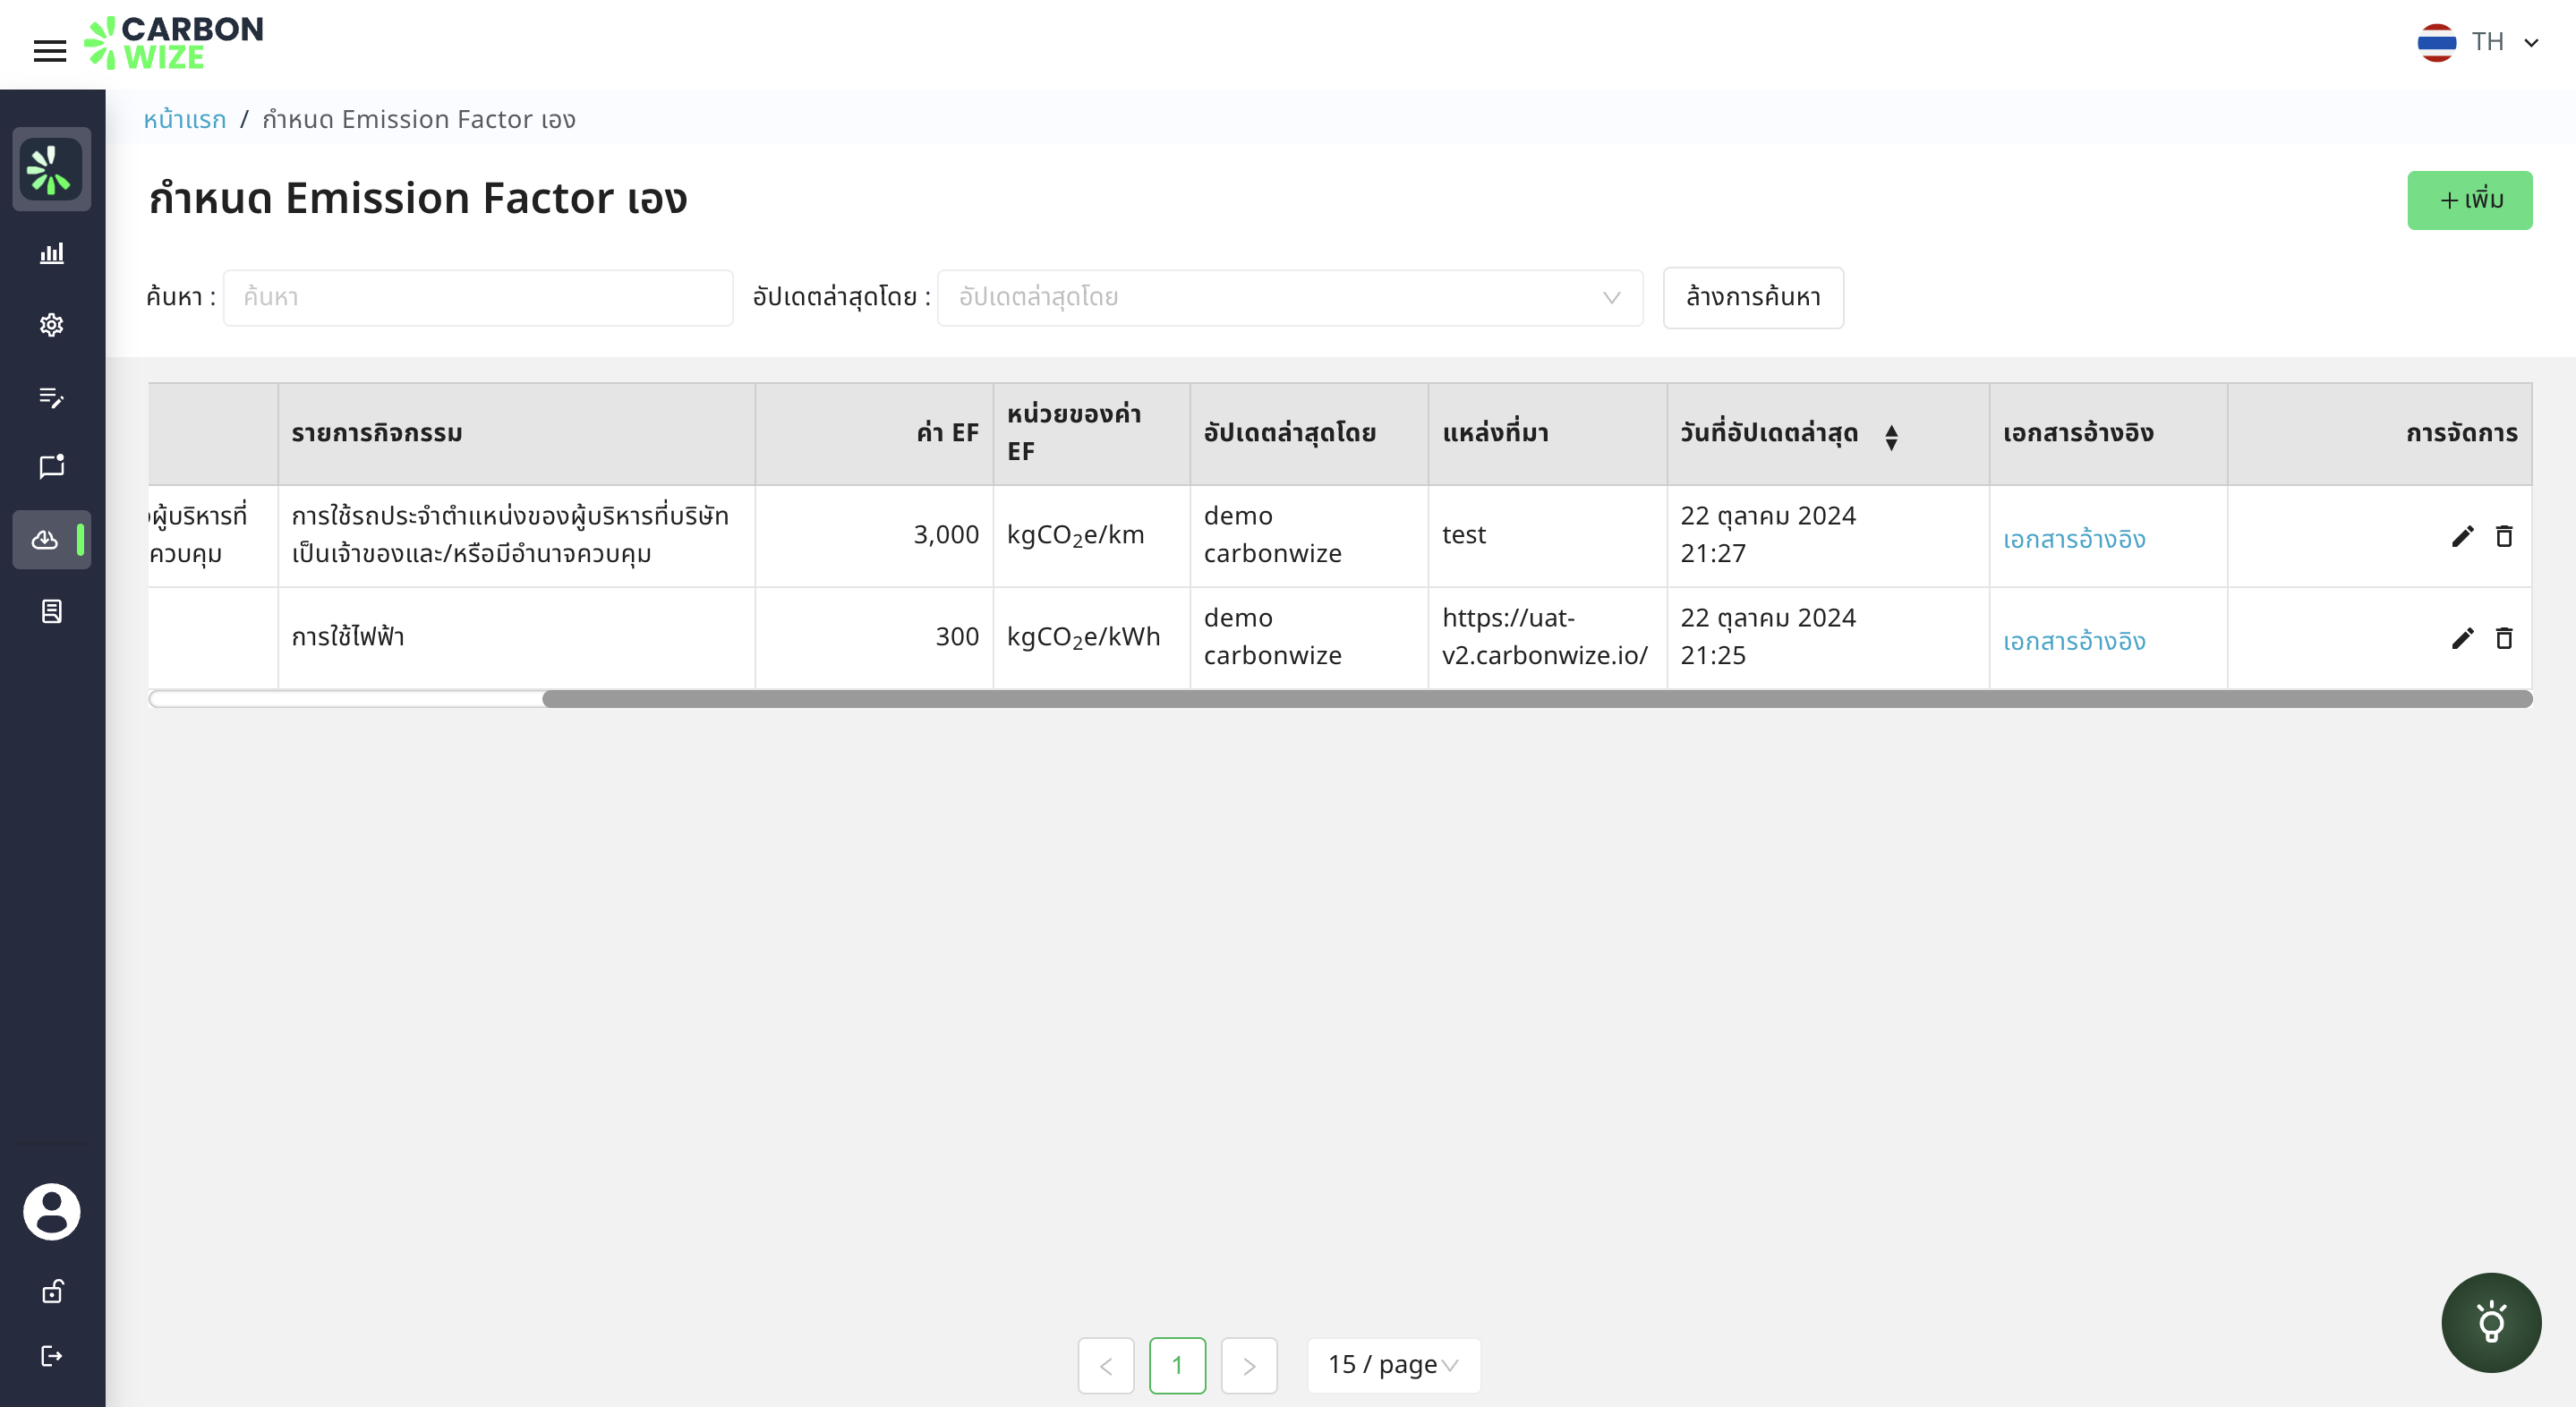 CARBON
WIZE
TH
หน้าแรก / กำหนด Emission Factor เอง
กำหนด Emission Factor เอง
+ เพิ่ม
ค้นหา : ค้นหา อัปเดตล่าสุดโดย : อัปเดตล่าสุดโดย ล้างการค้นหา
รายการกิจกรรม
ค่า EF
หน่วยของค่า
EF
อัปเดตล่าสุดโดย
แหล่งที่มา
วันที่อัปเดตล่าสุด
เอกสารอ้างอิง
การจัดการ
ผู้บริหารที่
ควบคุม
การใช้รถประจำตำแหน่งของผู้บริหารที่บริษัท
เป็นเจ้าของและ/หรือมีอำนาจควบคุม
3,000
kgCO₂e/km
demo
carbonwize
test
22 ตุลาคม 2024
21:27
เอกสารอ้างอิง
การใช้ไฟฟ้า
300
kgCO₂e/kWh
demo
carbonwize
https://uat-
v2.carbonwize.io/
22 ตุลาคม 2024
21:25
เอกสารอ้างอิง
1
15 / page